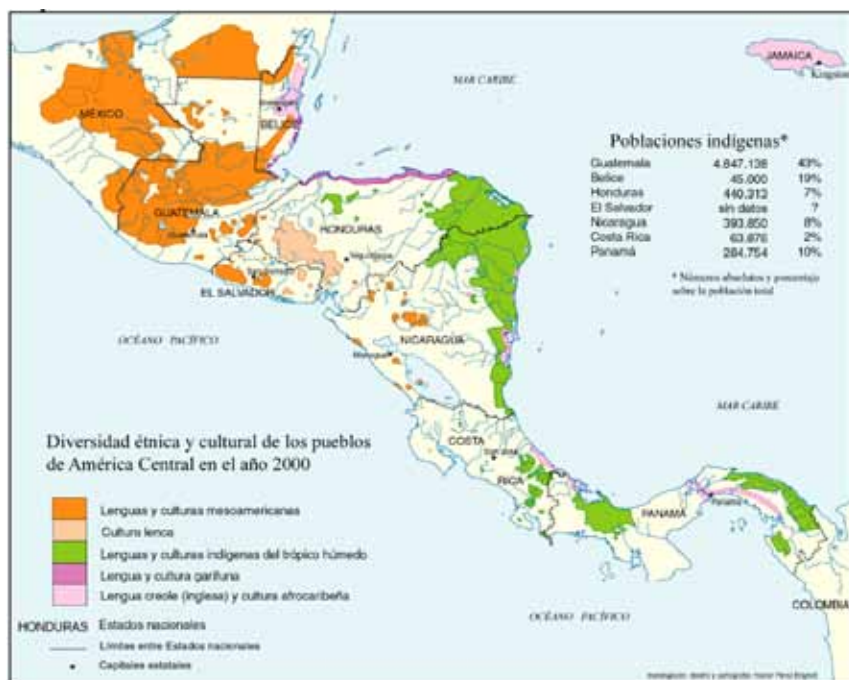 MAR CARIBE
JAMAICA
Kingston
MÉXICO
BELICE
Poblaciones indígenas*
Guatemala 4.847.138 43%
Belice 45.000 19%
Honduras 440.313 7%
El Salvador sin datos ?
Nicaragua 393.850 8%
Costa Rica 63.876 2%
Panamá 284.754 10%
* Números absolutos y porcentaje
sobre la población total
GUATEMALA
HONDURAS
Tegucigalpa
EL SALVADOR
OCÉANO PACÍFICO
NICARAGUA
Managua
MAR CARIBE
COSTA
San José
RICA
PANAMÁ
Panamá
COLOMBIA
OCÉANO PACÍFICO
Diversidad étnica y cultural de los pueblos
de América Central en el año 2000
Lenguas y culturas mesoamericanas
Cultura lenca
Lenguas y culturas indígenas del trópico húmedo
Lengua y cultura garífuna
Lengua creole (inglesa) y cultura afrocaribeña
HONDURAS Estados nacionales
Límites entre Estados nacionales
Capitales estatales